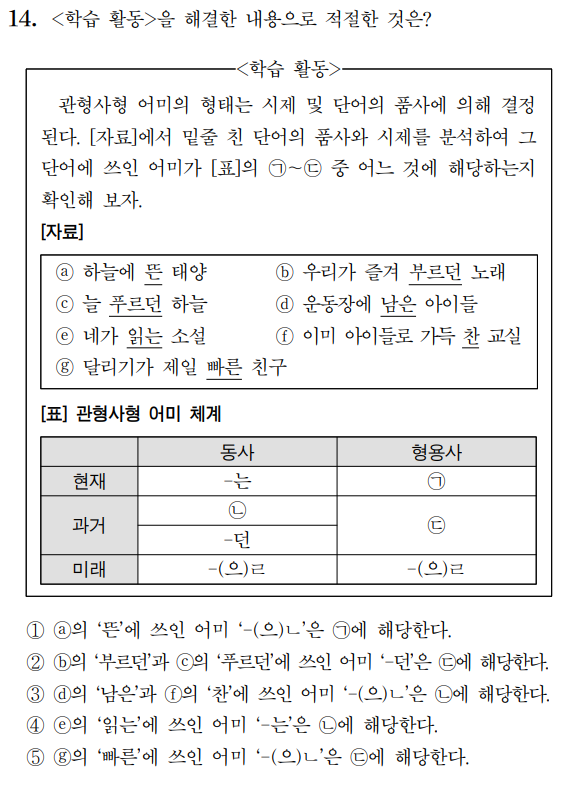 14. <학습 활동>을 해결한 내용으로 적절한 것은?
<학습 활동>
관형사형 어미의 형태는 시제 및 단어의 품사에 의해 결정
된다. [자료]에서 밑줄 친 단어의 품사와 시제를 분석하여 그
단어에 쓰인 어미가 [표]의 ㉠~㉢ 중 어느 것에 해당하는지
확인해 보자.
[자료]
ⓐ 하늘에 뜬 태양 ⓑ 우리가 즐겨 부르던 노래
ⓒ 늘 푸르던 하늘 ⓓ 운동장에 남은 아이들
ⓔ 네가 읽는 소설 ⓕ 이미 아이들로 가득 찬 교실
ⓖ 달리기가 제일 빠른 친구
[표] 관형사형 어미 체계
동사 형용사
현재 -는 ㉠
과거 ㉡ ㉢
-던
미래 -(으)ㄹ -(으)ㄹ
① ⓐ의 ‘뜬’에 쓰인 어미 ‘-(으)ㄴ’은 ㉠에 해당한다.
② ⓑ의 ‘부르던’과 ⓒ의 ‘푸르던’에 쓰인 어미 ‘-던’은 ㉢에 해당한다.
③ ⓓ의 ‘남은’과 ⓕ의 ‘찬’에 쓰인 어미 ‘-(으)ㄴ’은 ㉡에 해당한다.
④ ⓔ의 ‘읽는’에 쓰인 어미 ‘-는’은 ㉡에 해당한다.
⑤ ⓖ의 ‘빠른’에 쓰인 어미 ‘-(으)ㄴ’은 ㉢에 해당한다.